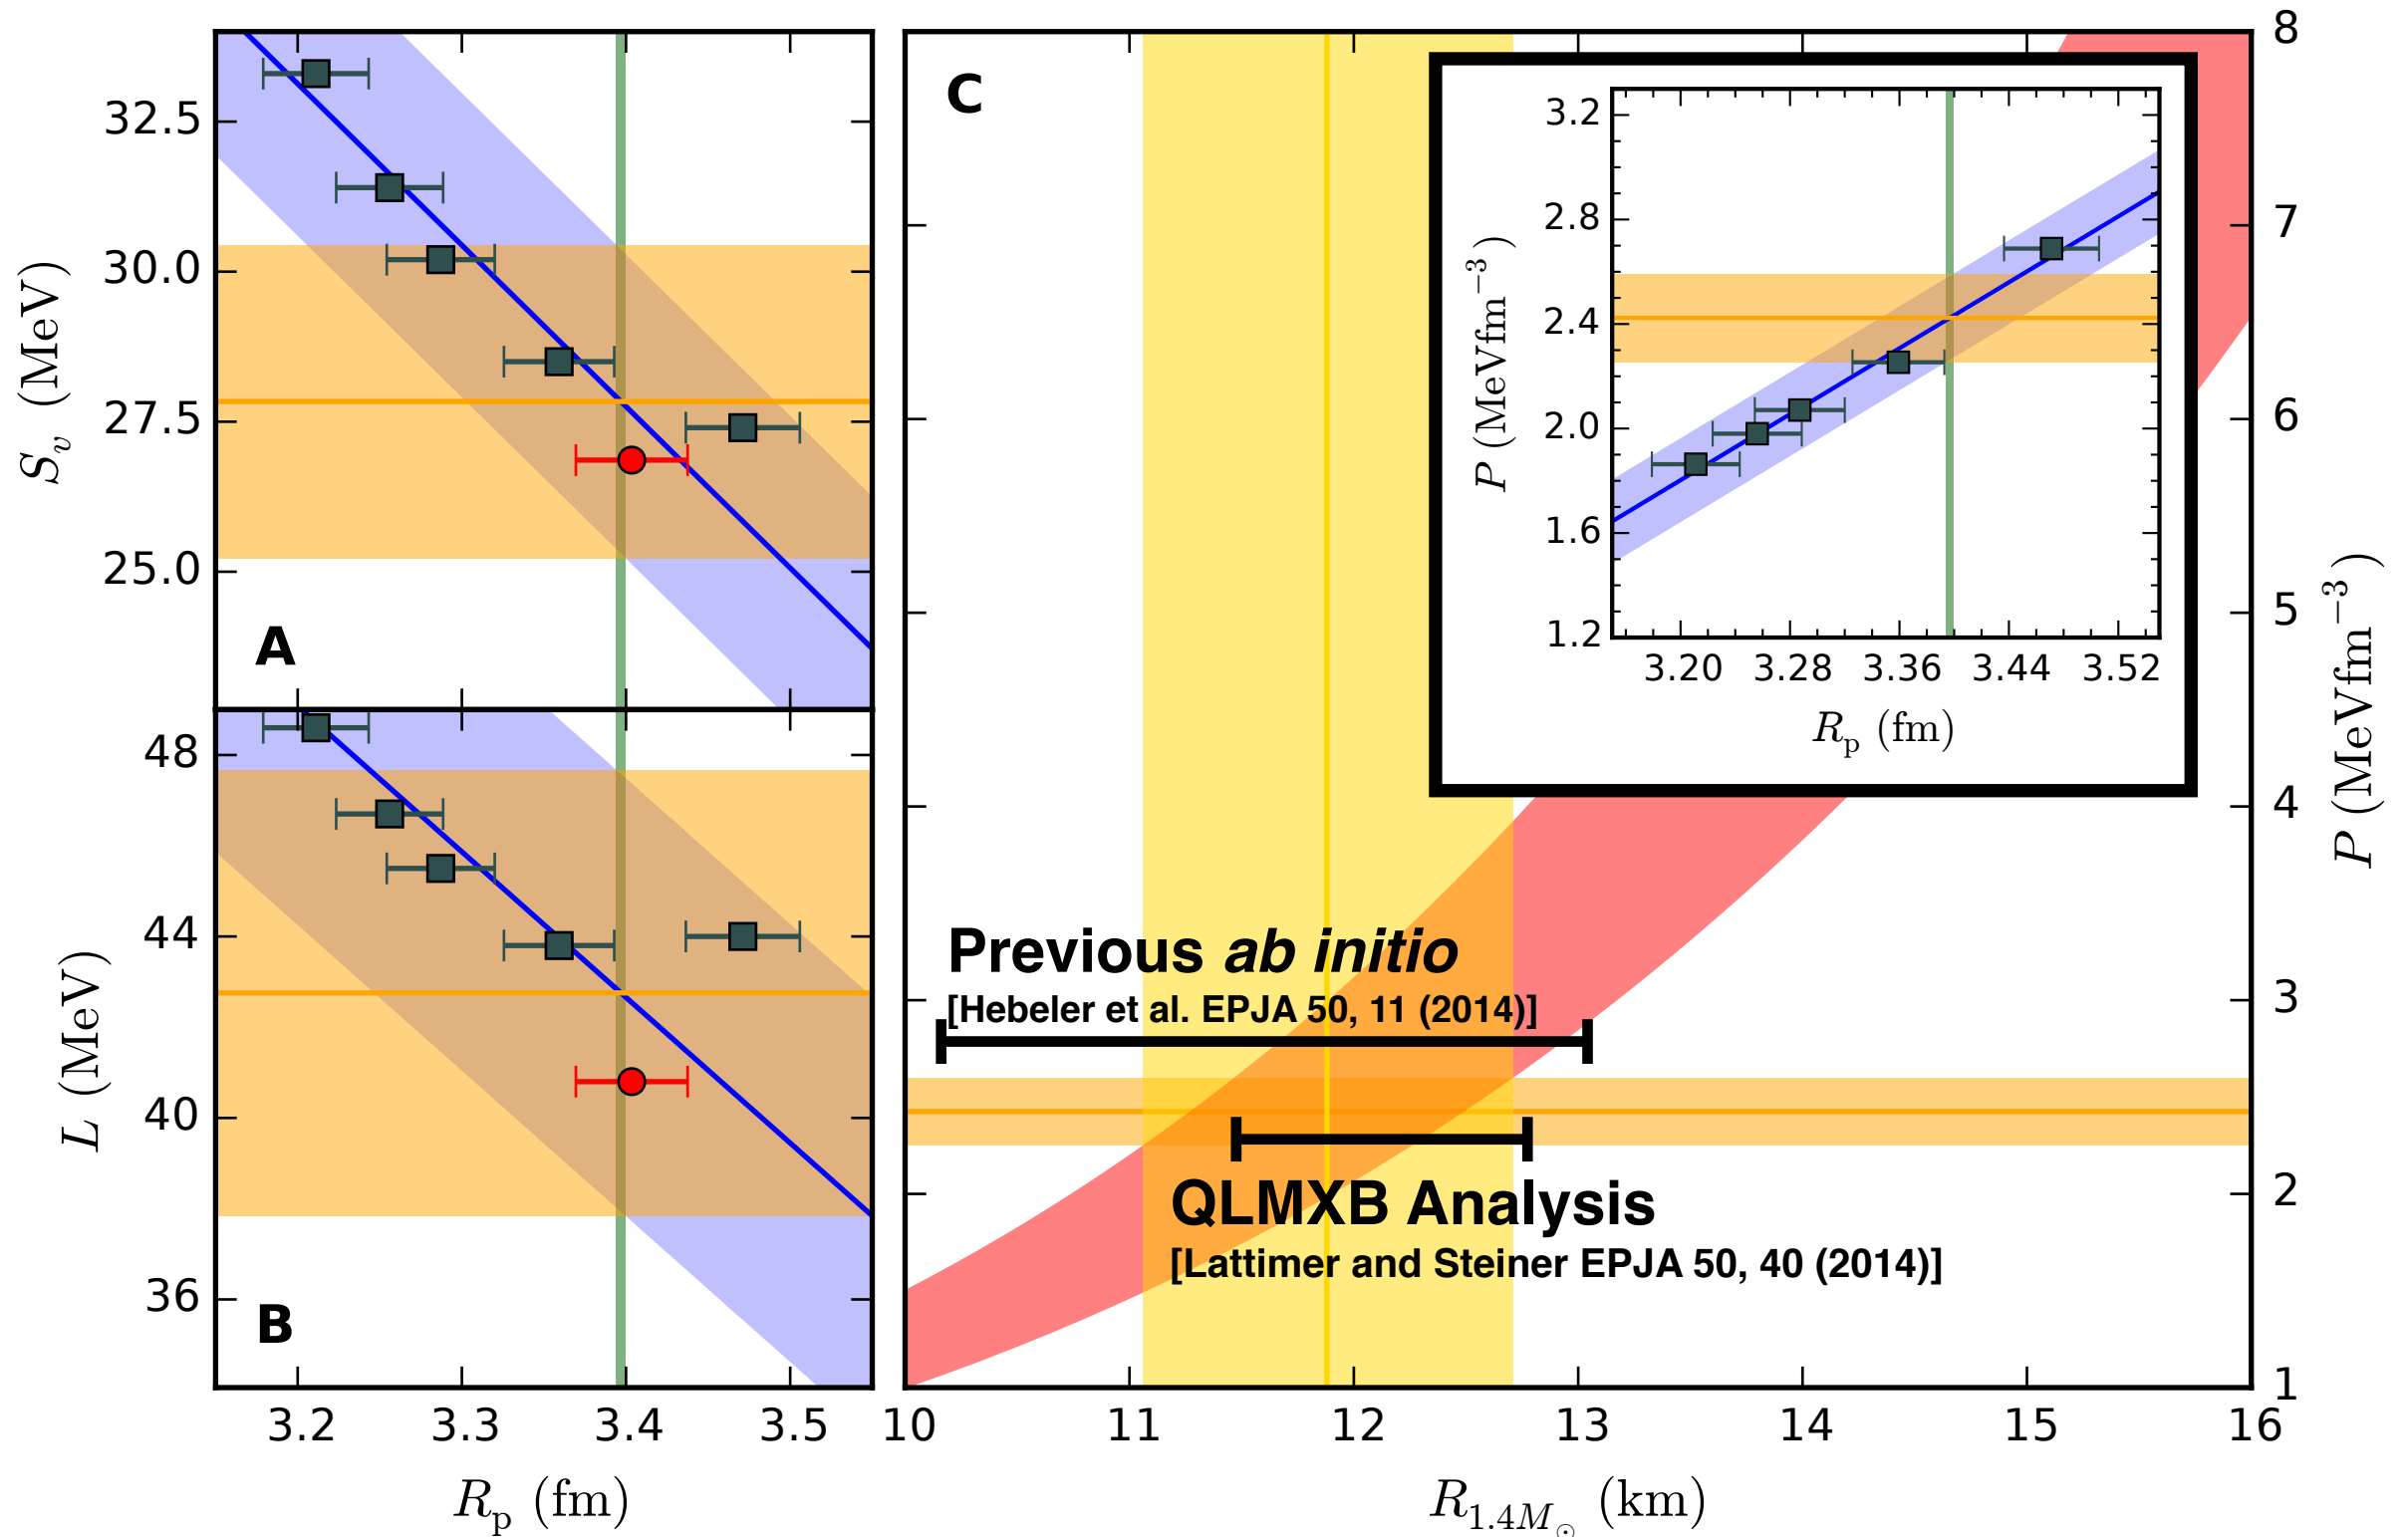 A
32.5
30.0
27.5
25.0
S_v (MeV)
B
48
44
40
36
L (MeV)
3.2 3.3 3.4 3.5
R_p (fm)
C
8
7
6
5
4
3
2
1
P (MeVfm⁻³)
3.2
2.8
2.4
2.0
1.6
1.2
P (MeVfm⁻³)
3.20 3.28 3.36 3.44 3.52
R_p (fm)
Previous ab initio
[Hebeler et al. EPJA 50, 11 (2014)]
QLMXB Analysis
[Lattimer and Steiner EPJA 50, 40 (2014)]
10 11 12 13 14 15 16
R_{1.4M_⊙} (km)